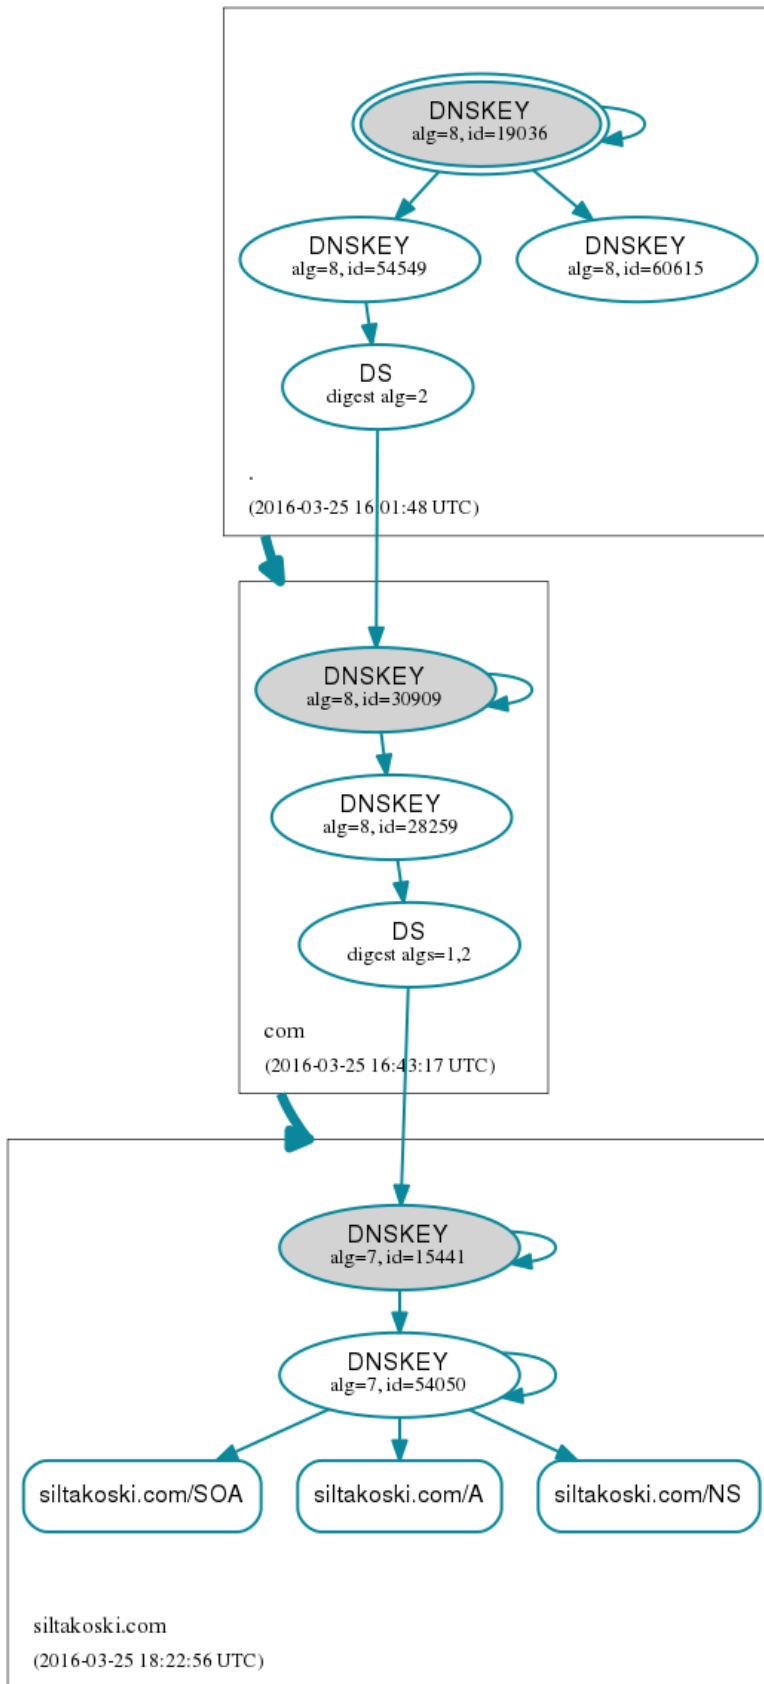 DNSKEY
alg=8, id=19036
DNSKEY
alg=8, id=54549
DNSKEY
alg=8, id=60615
DS
digest alg=2
.
(2016-03-25 16:01:48 UTC)
DNSKEY
alg=8, id=30909
DNSKEY
alg=8, id=28259
DS
digest algs=1,2
com
(2016-03-25 16:43:17 UTC)
DNSKEY
alg=7, id=15441
DNSKEY
alg=7, id=54050
siltakoski.com/SOA
siltakoski.com/A
siltakoski.com/NS
siltakoski.com
(2016-03-25 18:22:56 UTC)